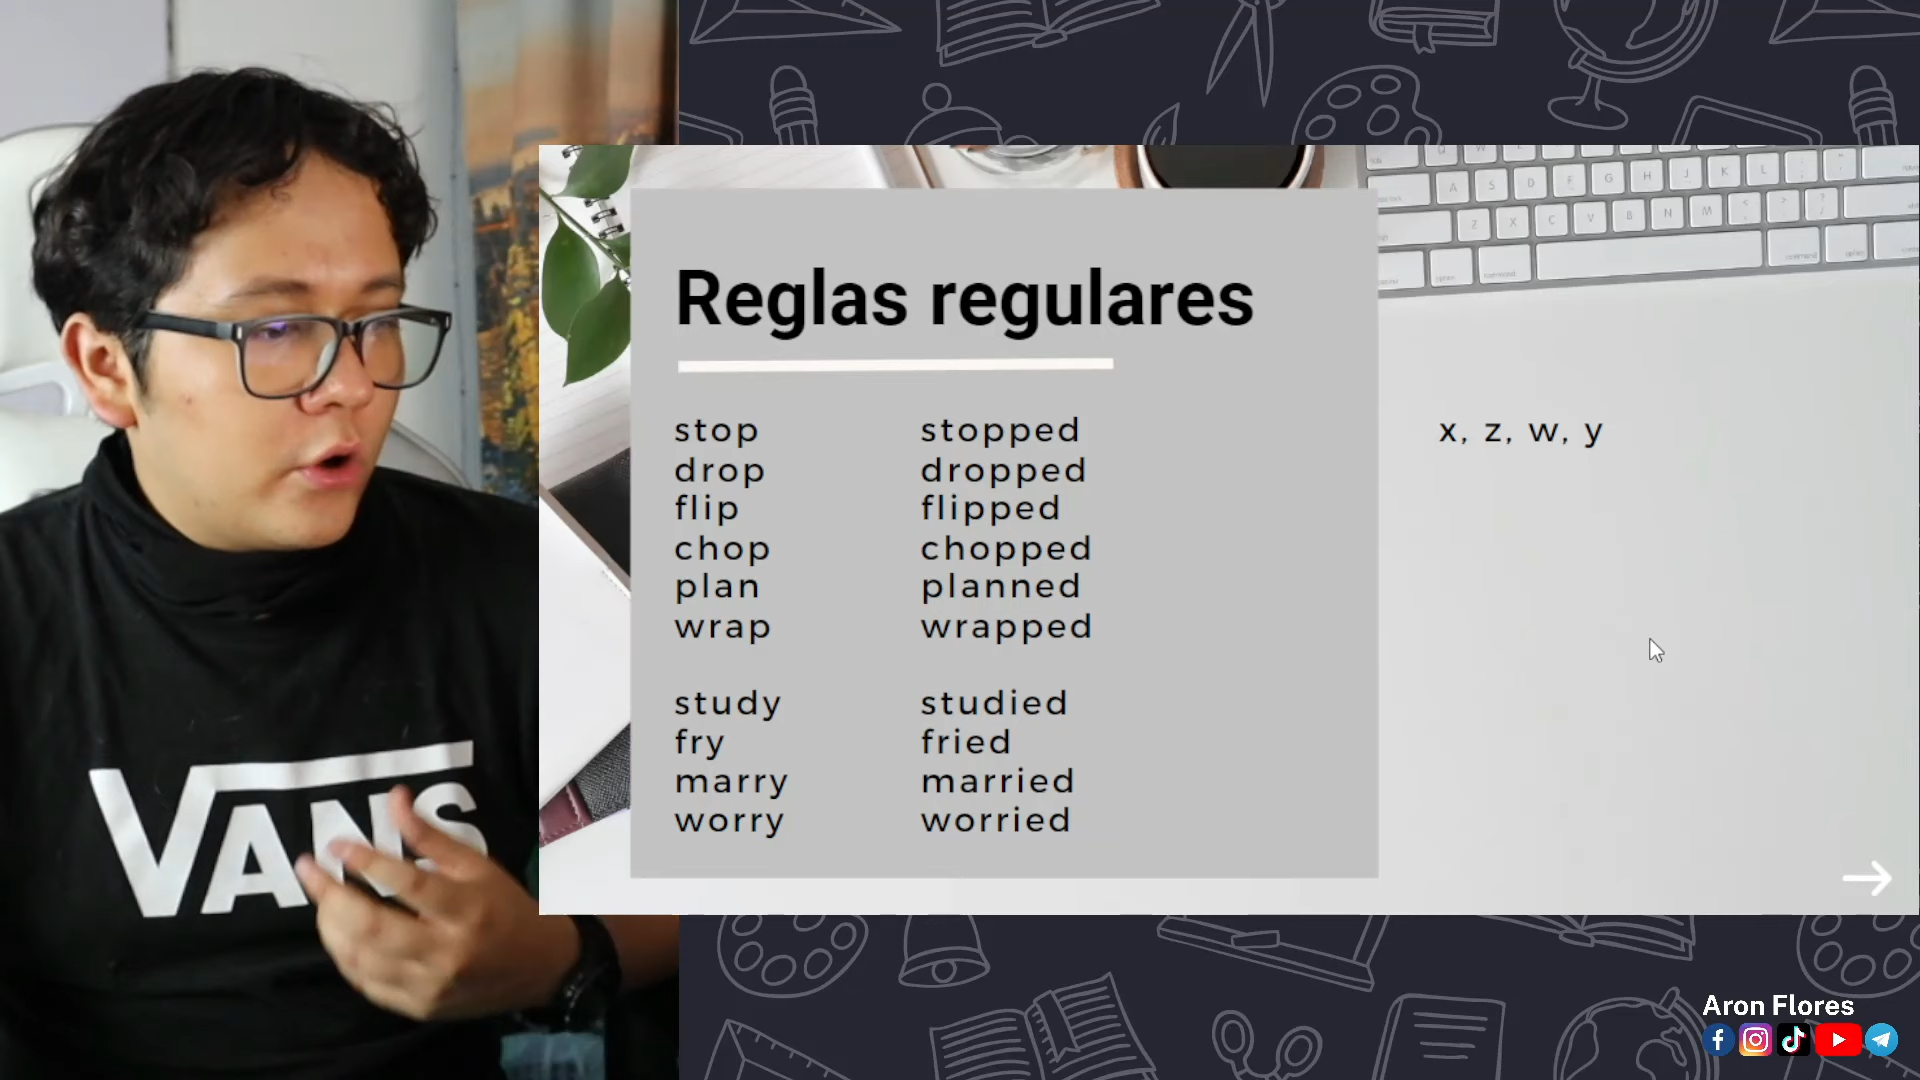 Reglas regulares
stop stopped
drop dropped
flip flipped
chop chopped
plan planned
wrap wrapped
study studied
fry fried
marry married
worry worried
x, z, w, y
VANS
Q W
A S D F G H J K L
Z X C V B N M
command
Aron Flores